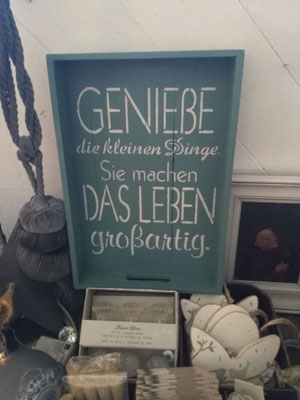 GENIEßE
die kleinen Dinge.
Sie machen
DAS LEBEN
großartig.